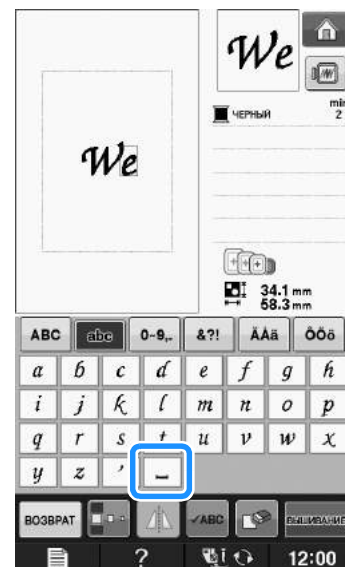 We
ЧЕРНЫЙ
min
2
We
34.1 mm
58.3 mm
ABC abc 0~9,.. &?! ÄÅä ÔÕö
a b c d e f g h
i j k l m n o p
q r s t u v w x
y z ' _
ВОЗВРАТ ✓ABC ВЫШИВАНИЕ
? 12:00